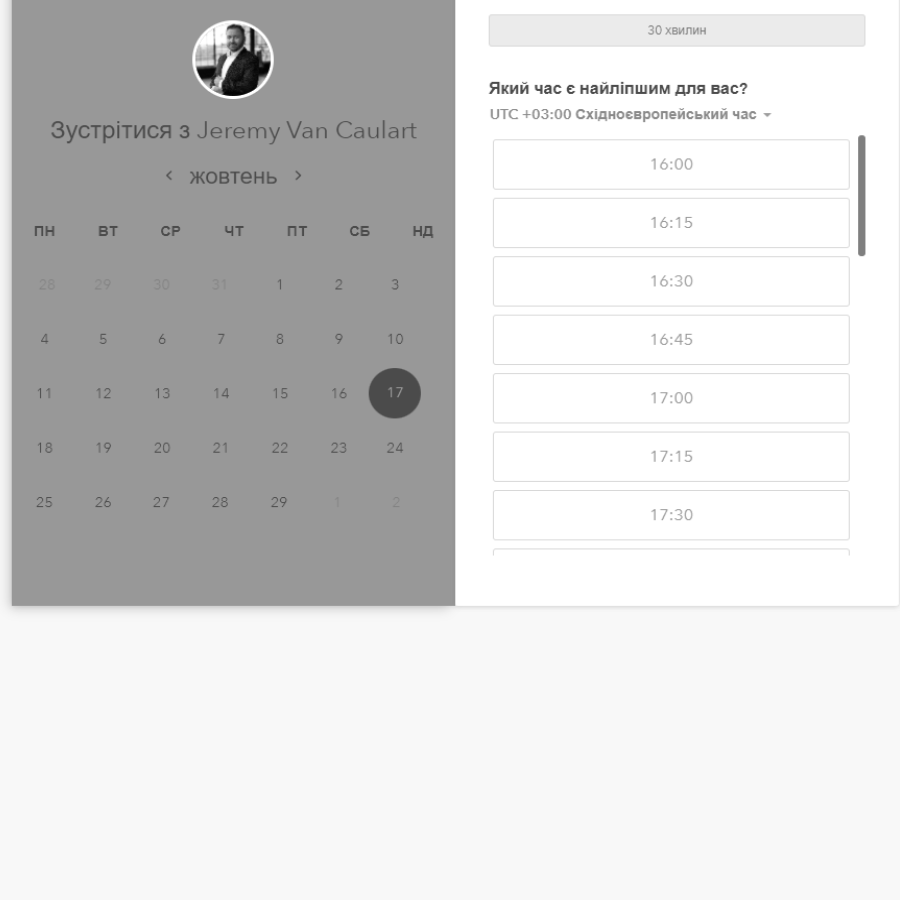 Зустрітися з Jeremy Van Caulart
жовтень
ПН ВТ СР ЧТ ПТ СБ НД
28 29 30 31 1 2 3
4 5 6 7 8 9 10
11 12 13 14 15 16 17
18 19 20 21 22 23 24
25 26 27 28 29 1 2
30 хвилин
Який час є найліпшим для вас?
UTC +03:00 Східноєвропейський час
16:00
16:15
16:30
16:45
17:00
17:15
17:30